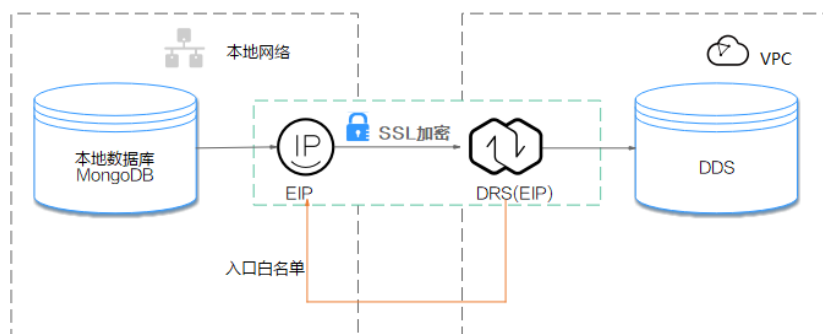 本地网络
VPC
本地数据库
MongoDB
IP
SSL加密
DDS
EIP
DRS(EIP)
入口白名单